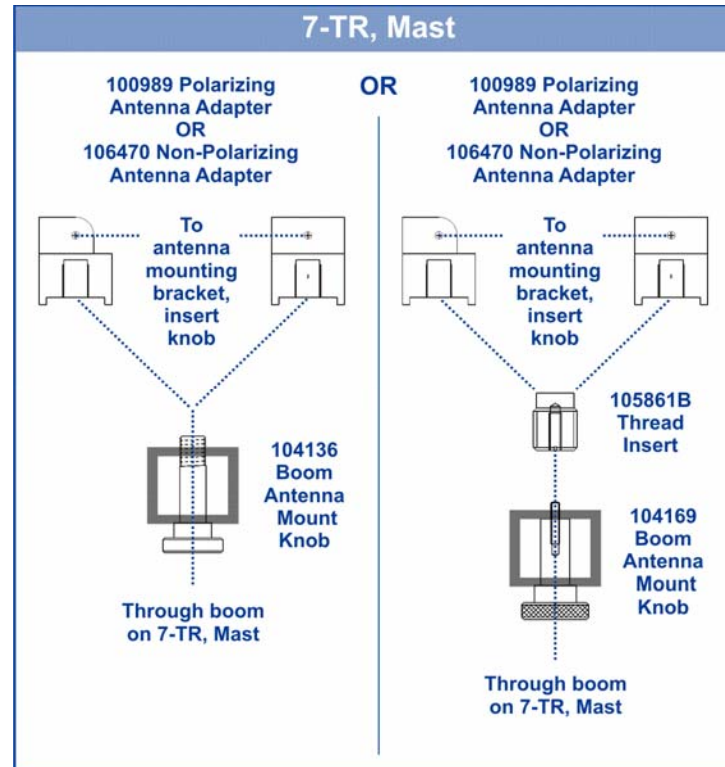 7-TR, Mast
100989 Polarizing
Antenna Adapter
OR
106470 Non-Polarizing
Antenna Adapter
To
antenna
mounting
bracket,
insert
knob
104136
Boom
Antenna
Mount
Knob
Through boom
on 7-TR, Mast
OR
100989 Polarizing
Antenna Adapter
OR
106470 Non-Polarizing
Antenna Adapter
To
antenna
mounting
bracket,
insert
knob
105861B
Thread
Insert
104169
Boom
Antenna
Mount
Knob
Through boom
on 7-TR, Mast